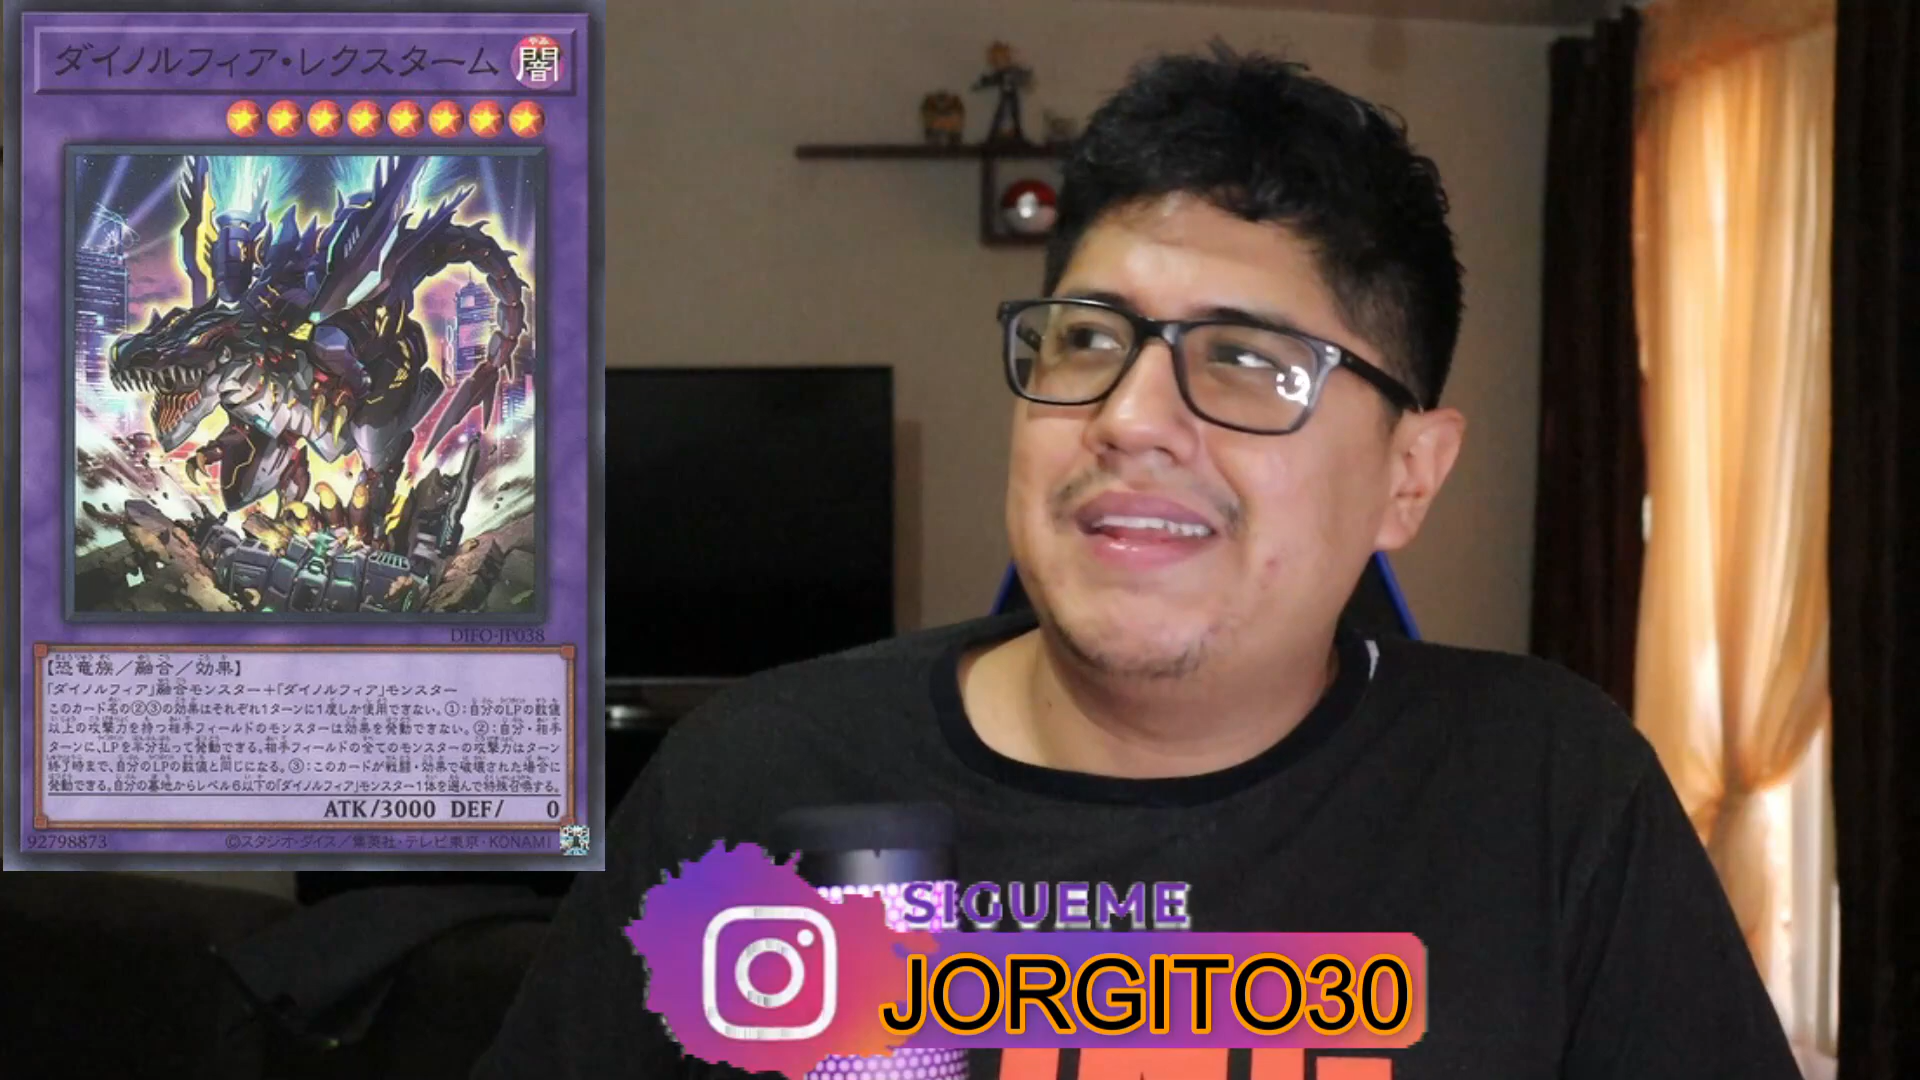 ダイノルフィア・レクスターム
やみ
闇
DIFO-JP038
【恐竜族／融合／効果】
「ダイノルフィア」融合モンスター＋「ダイノルフィア」モンスター
このカード名の②③の効果はそれぞれ1ターンに1度しか使用できない。①：自分のLPの数値
以上の攻撃力を持つ相手フィールドのモンスターは効果を発動できない。②：自分・相手
ターンに、LPを半分払って発動できる。相手フィールドの全てのモンスターの攻撃力はターン
終了時まで、自分のLPの数値と同じになる。③：このカードが戦闘・効果で破壊された場合に
発動できる。自分の墓地からレベル6以下の「ダイノルフィア」モンスター1体を選んで特殊召喚する。
ATK/3000 DEF/ 0
92798873
©スタジオ・ダイス／集英社・テレビ東京・KONAMI
SIGUEME
JORGITO30